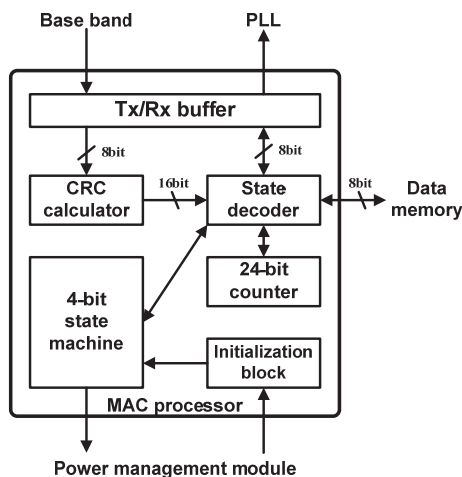 Base band
PLL
Tx/Rx buffer
8bit
8bit
CRC
calculator
16bit
State
decoder
8bit
Data
memory
24-bit
counter
4-bit
state
machine
Initialization
block
MAC processor
Power management module